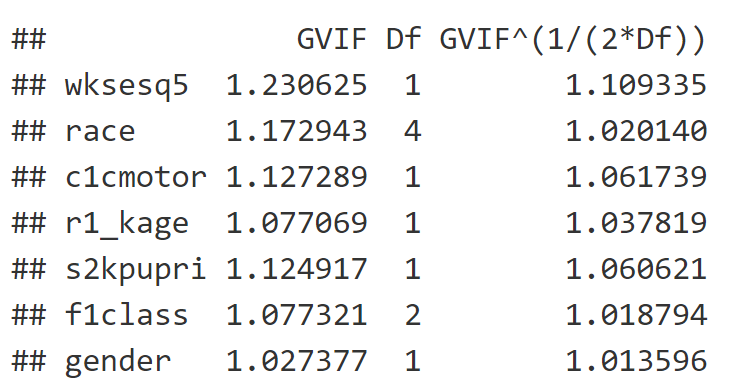 ##           GVIF Df GVIF^(1/(2*Df))
## wksesq5  1.230625  1        1.109335
## race     1.172943  4        1.020140
## c1cmotor 1.127289  1        1.061739
## r1_kage  1.077069  1        1.037819
## s2kpupri 1.124917  1        1.060621
## f1class  1.077321  2        1.018794
## gender   1.027377  1        1.013596